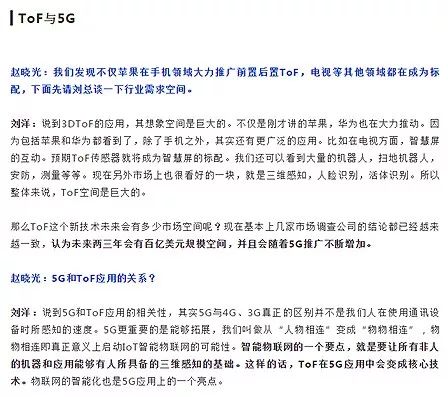 ToF与5G
赵晓光：我们发现不仅苹果在手机领域大力推广前置后置ToF，电视等其他领域都在成为标
配，下面先请刘总谈一下行业需求空间。
刘洋：说到3DToF的应用，其想象空间是巨大的。不仅是刚才讲的苹果，华为也在大力推动。因
为包括苹果和华为都看到了，除了手机之外，其实还有更广泛的应用。比如在电视方面，智慧屏
的互动。预期ToF传感器就将成为智慧屏的标配。我们还可以看到大量的机器人，扫地机器人，
安防，测量等等。现在另外市场上也很看好的一块，就是三维感知，人脸识别，活体识别。所以
整体来说，ToF空间是巨大的。
那么ToF这个新技术未来会有多少市场空间呢？现在基本上几家市场调查公司的结论都已经越来
越一致，认为未来两三年会有百亿美元规模空间，并且会随着5G推广不断增加。
赵晓光：5G和ToF应用的关系？
刘洋：说到5G和ToF应用的相关性，其实5G与4G、3G真正的区别并不是我们人在使用通讯设
备时所感知的速度。5G更重要的是能够拓展，我们叫做从“人物相连”变成“物物相连”，物
物相连即真正意义上启动IoT智能物联网的可能性。智能物联网的一个要点，就是要让所有非人
的机器和应用能够有人所具备的三维感知的基础。这样的话，ToF在5G应用中会变成核心技
术。物联网的智能化也是5G应用上的一个亮点。